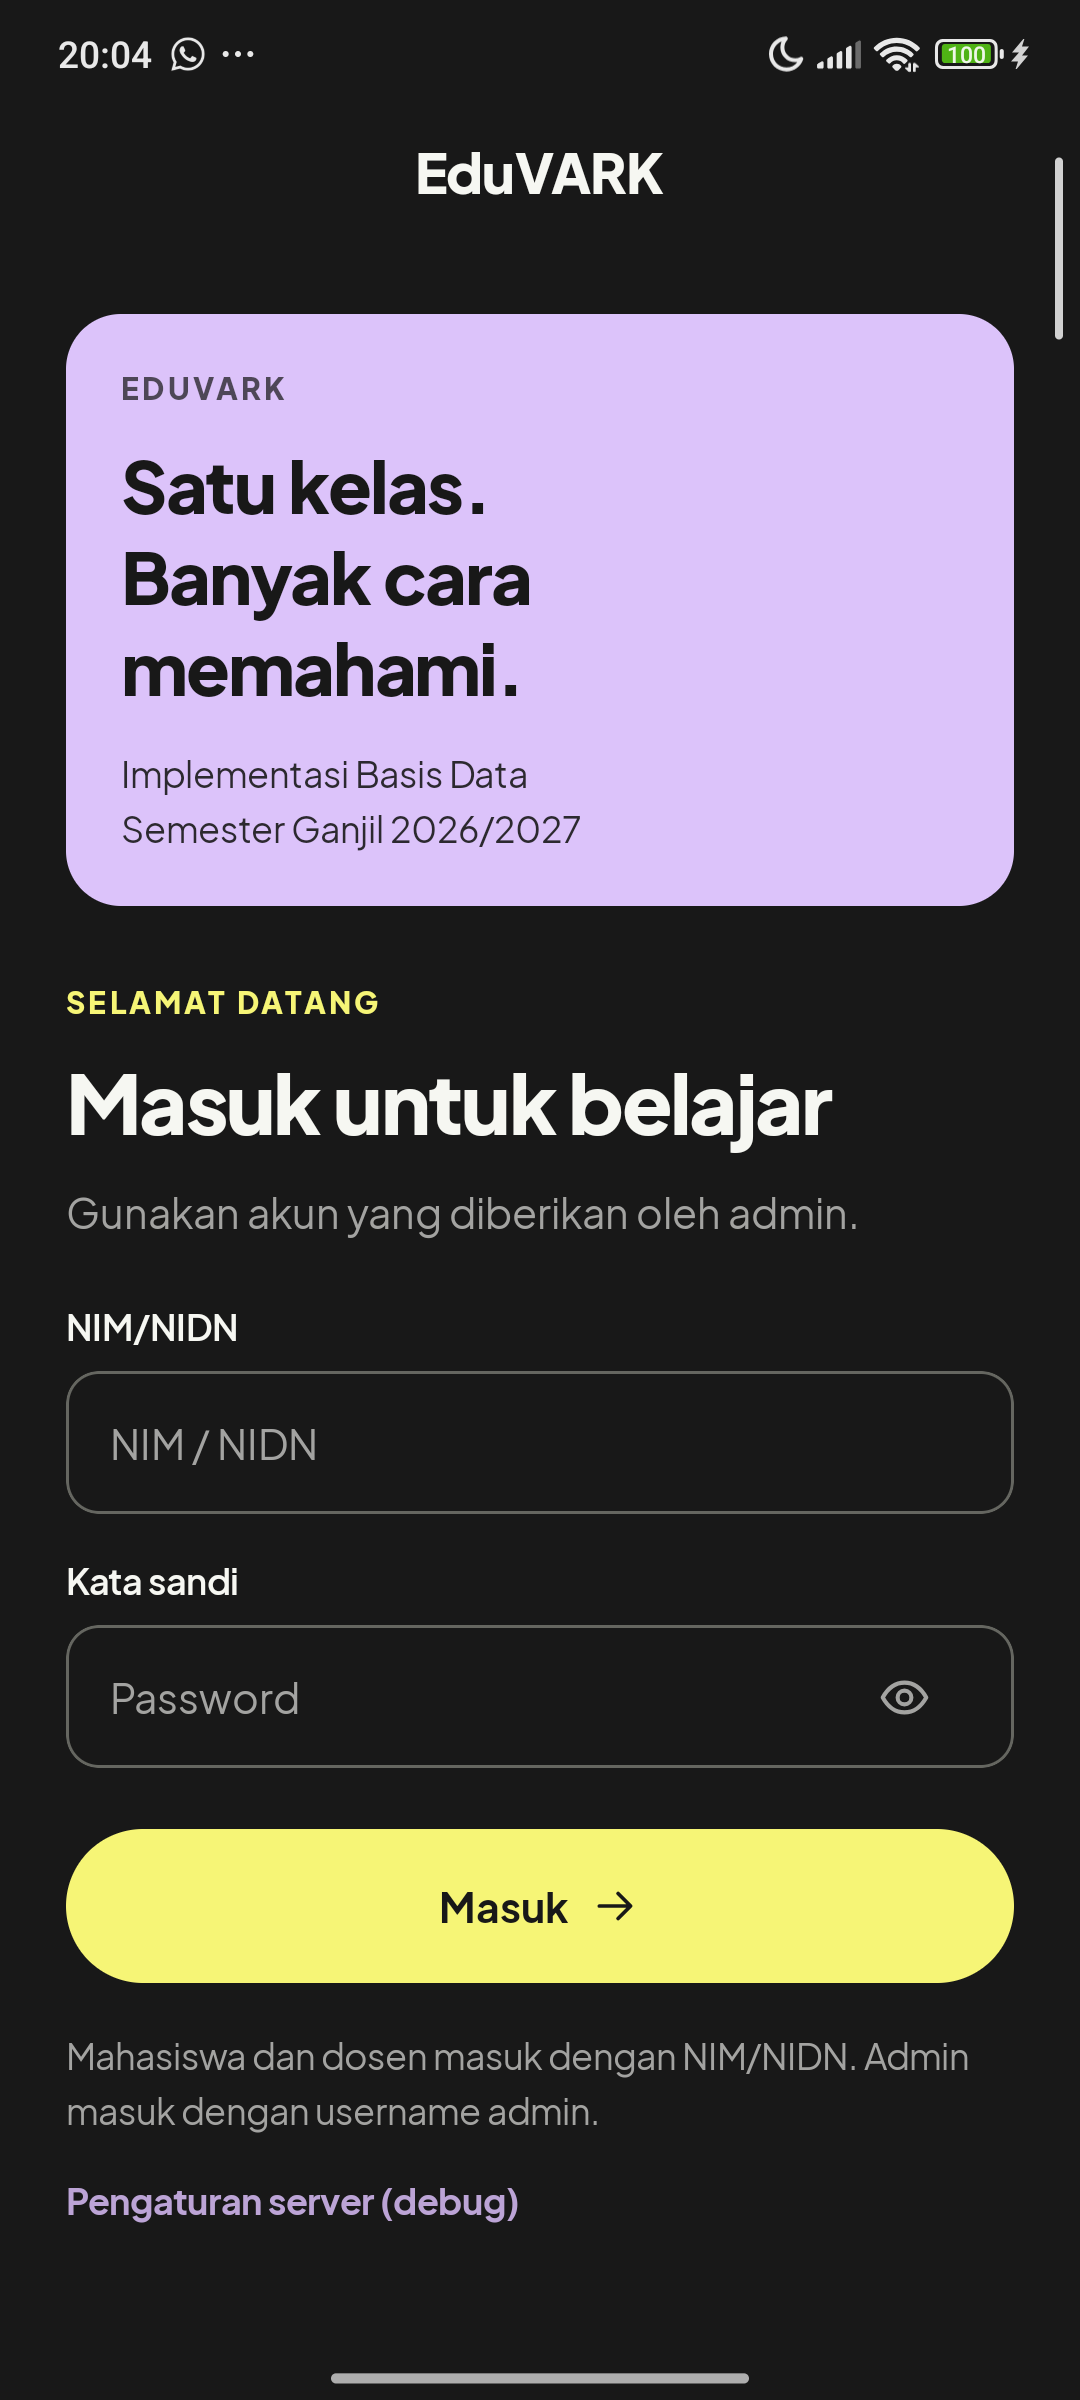 20:04
100
EduVARK
EDUVARK
Satu kelas.
Banyak cara
memahami.
Implementasi Basis Data
Semester Ganjil 2026/2027
SELAMAT DATANG
Masuk untuk belajar
Gunakan akun yang diberikan oleh admin.
NIM/NIDN
NIM / NIDN
Kata sandi
Password
Masuk →
Mahasiswa dan dosen masuk dengan NIM/NIDN. Admin
masuk dengan username admin.
Pengaturan server (debug)